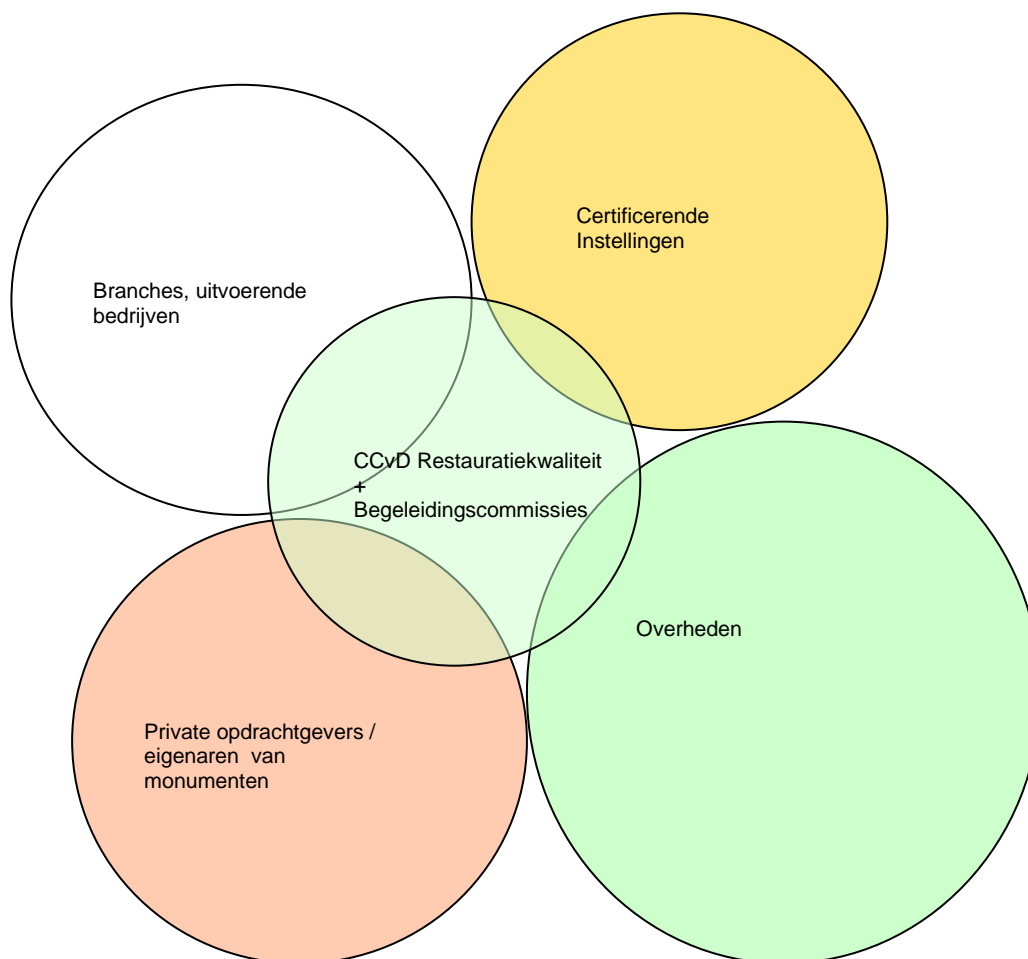 Certificerende
Instellingen
Branches, uitvoerende
bedrijven
CCvD Restauratiekwaliteit
+
Begeleidingscommissies
Overheden
Private opdrachtgevers /
eigenaren van
monumenten